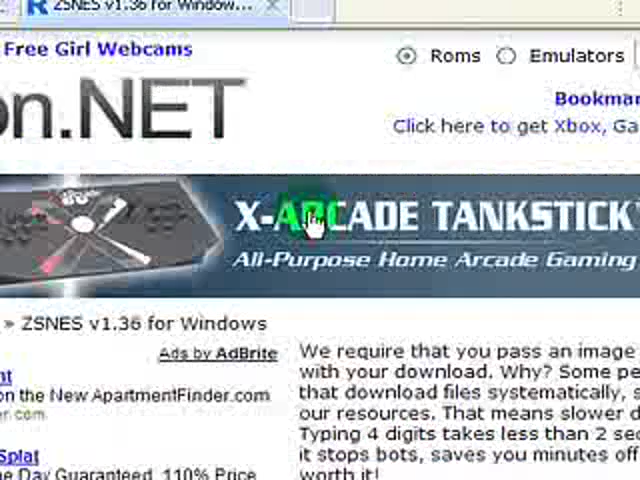 ZSNES v1.36 for Window...
Free Girl Webcams
Roms Emulators
on.NET
Bookmar
Click here to get Xbox, Ga
X-ARCADE TANKSTICK
All-Purpose Home Arcade Gaming
» ZSNES v1.36 for Windows
Ads by AdBrite
nt
on the New ApartmentFinder.com
er.com
Splat
e Day Guaranteed. 110% Price
We require that you pass an image
with your download. Why? Some pe
that download files systematically, s
our resources. That means slower d
Typing 4 digits takes less than 2 sec
it stops bots, saves you minutes off
worth it!